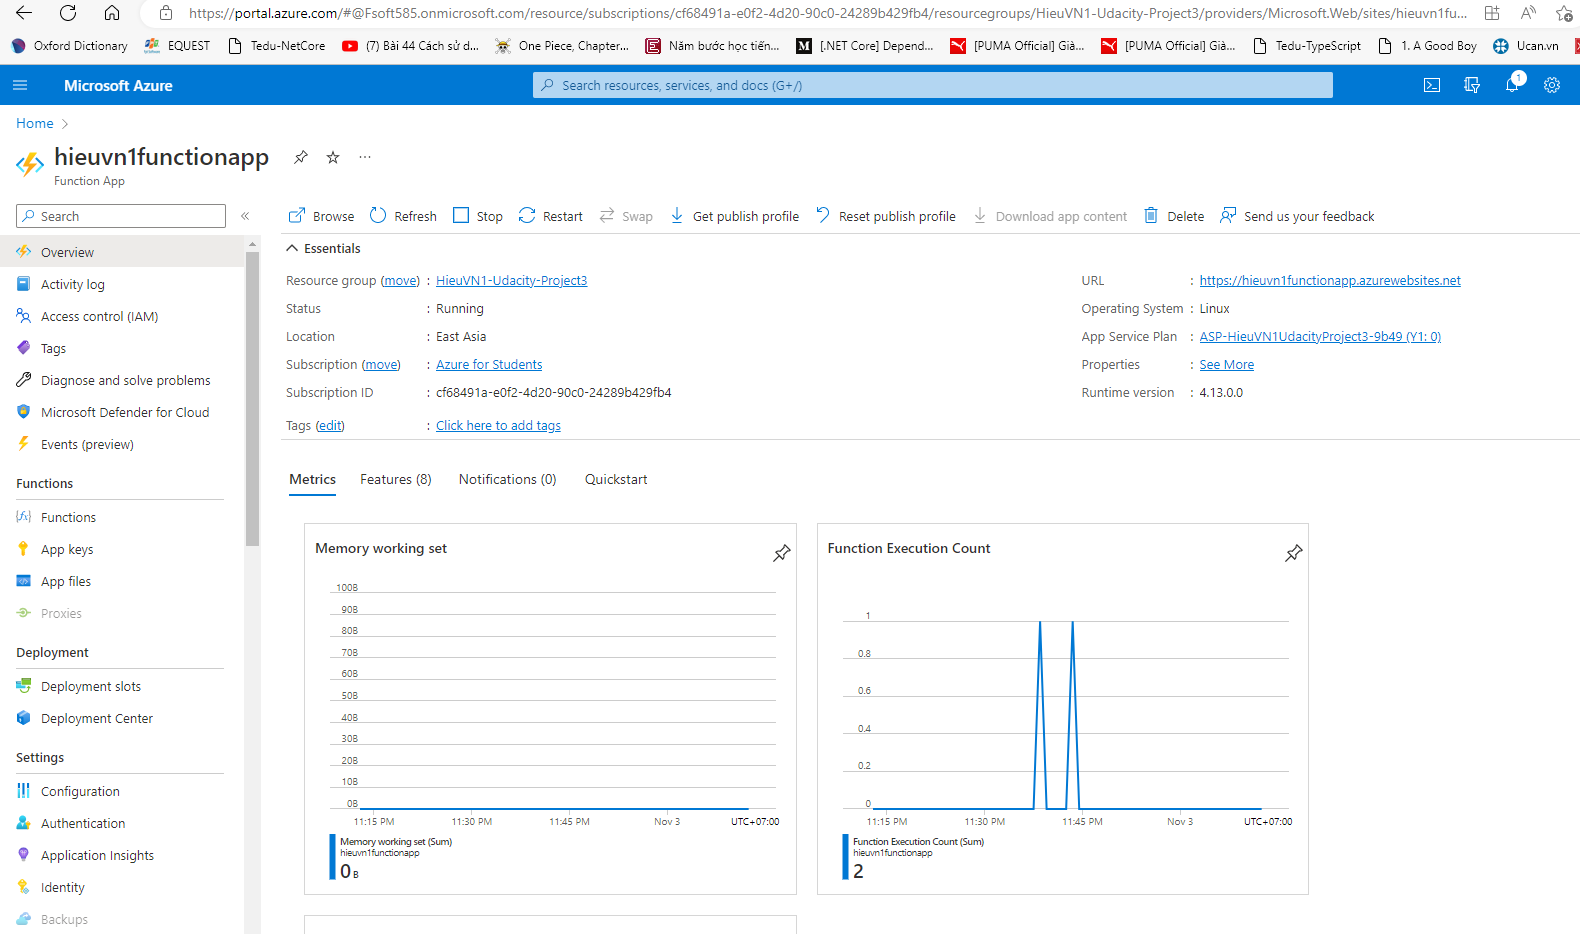 https://portal.azure.com/#@Fsoft585.onmicrosoft.com/resource/subscriptions/cf68491a-e0f2-4d20-90c0-24289b429fb4/resourcegroups/HieuVN1-Udacity-Project3/providers/Microsoft.Web/sites/hieuvn1fu...
Oxford Dictionary EQUEST Tedu-NetCore (7) Bài 44 Cách sử d... One Piece, Chapter... Năm bước học tiến... [.NET Core] Depend... [PUMA Official] Già... [PUMA Official] Già... Tedu-TypeScript 1. A Good Boy Ucan.vn
Microsoft Azure
Search resources, services, and docs (G+/)
1
Home
hieuvn1functionapp
Function App
Search
Browse Refresh Stop Restart Swap Get publish profile Reset publish profile Download app content Delete Send us your feedback
Overview
Activity log
Access control (IAM)
Tags
Diagnose and solve problems
Microsoft Defender for Cloud
Events (preview)
Functions
Functions
App keys
App files
Proxies
Deployment
Deployment slots
Deployment Center
Settings
Configuration
Authentication
Application Insights
Identity
Backups
Essentials
Resource group (move) : HieuVN1-Udacity-Project3
Status : Running
Location : East Asia
Subscription (move) : Azure for Students
Subscription ID : cf68491a-e0f2-4d20-90c0-24289b429fb4
Tags (edit) : Click here to add tags
URL : https://hieuvn1functionapp.azurewebsites.net
Operating System : Linux
App Service Plan : ASP-HieuVN1UdacityProject3-9b49 (Y1: 0)
Properties : See More
Runtime version : 4.13.0.0
Metrics Features (8) Notifications (0) Quickstart
Memory working set
100B
90B
80B
70B
60B
50B
40B
30B
20B
10B
0B
11:15 PM 11:30 PM 11:45 PM Nov 3 UTC+07:00
Memory working set (Sum)
hieuvn1functionapp
0 B
Function Execution Count
1
0.8
0.6
0.4
0.2
0
11:15 PM 11:30 PM 11:45 PM Nov 3 UTC+07:00
Function Execution Count (Sum)
hieuvn1functionapp
2